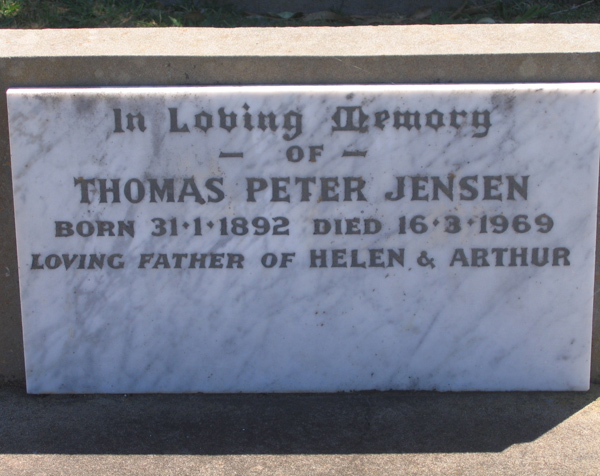 In Loving Memory
— OF —
THOMAS PETER JENSEN
BORN 31·1·1892 DIED 16·3·1969
LOVING FATHER OF HELEN & ARTHUR